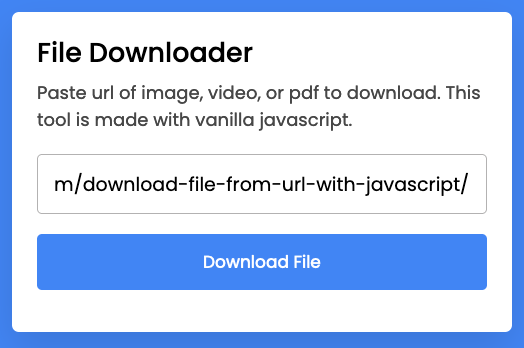 File Downloader
Paste url of image, video, or pdf to download. This
tool is made with vanilla javascript.
m/download-file-from-url-with-javascript/
Download File